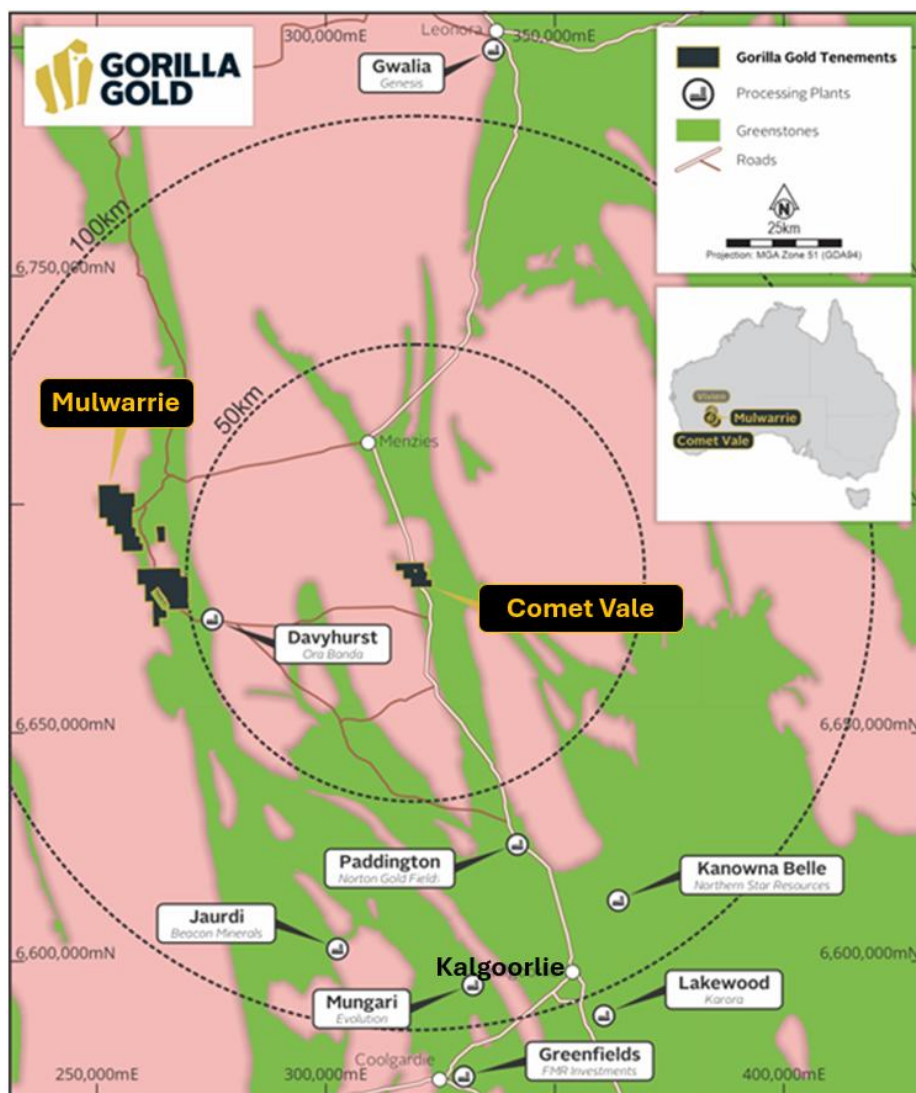 GORILLA
GOLD
300,000mE
Leonora
350,000mE
Gwalia
Genesis
Gorilla Gold Tenements
Processing Plants
Greenstones
Roads
N
25km
Projection: MGA Zone 51 (GDA94)
100km
6,750,000mN
Mulwarrie
50km
Menzies
Vivien
Mulwarrie
Comet Vale
Comet Vale
Davyhurst
Ora Banda
6,650,000mN
6,650,000mN
Paddington
Norton Gold Fields
Kanowna Belle
Northern Star Resources
Jaurdi
Beacon Minerals
6,600,000mN
Kalgoorlie
6,600,000mN
Mungari
Evolution
Lakewood
Karora
Coolgardie
Greenfields
FMR Investments
250,000mE
300,000mE
400,000mE